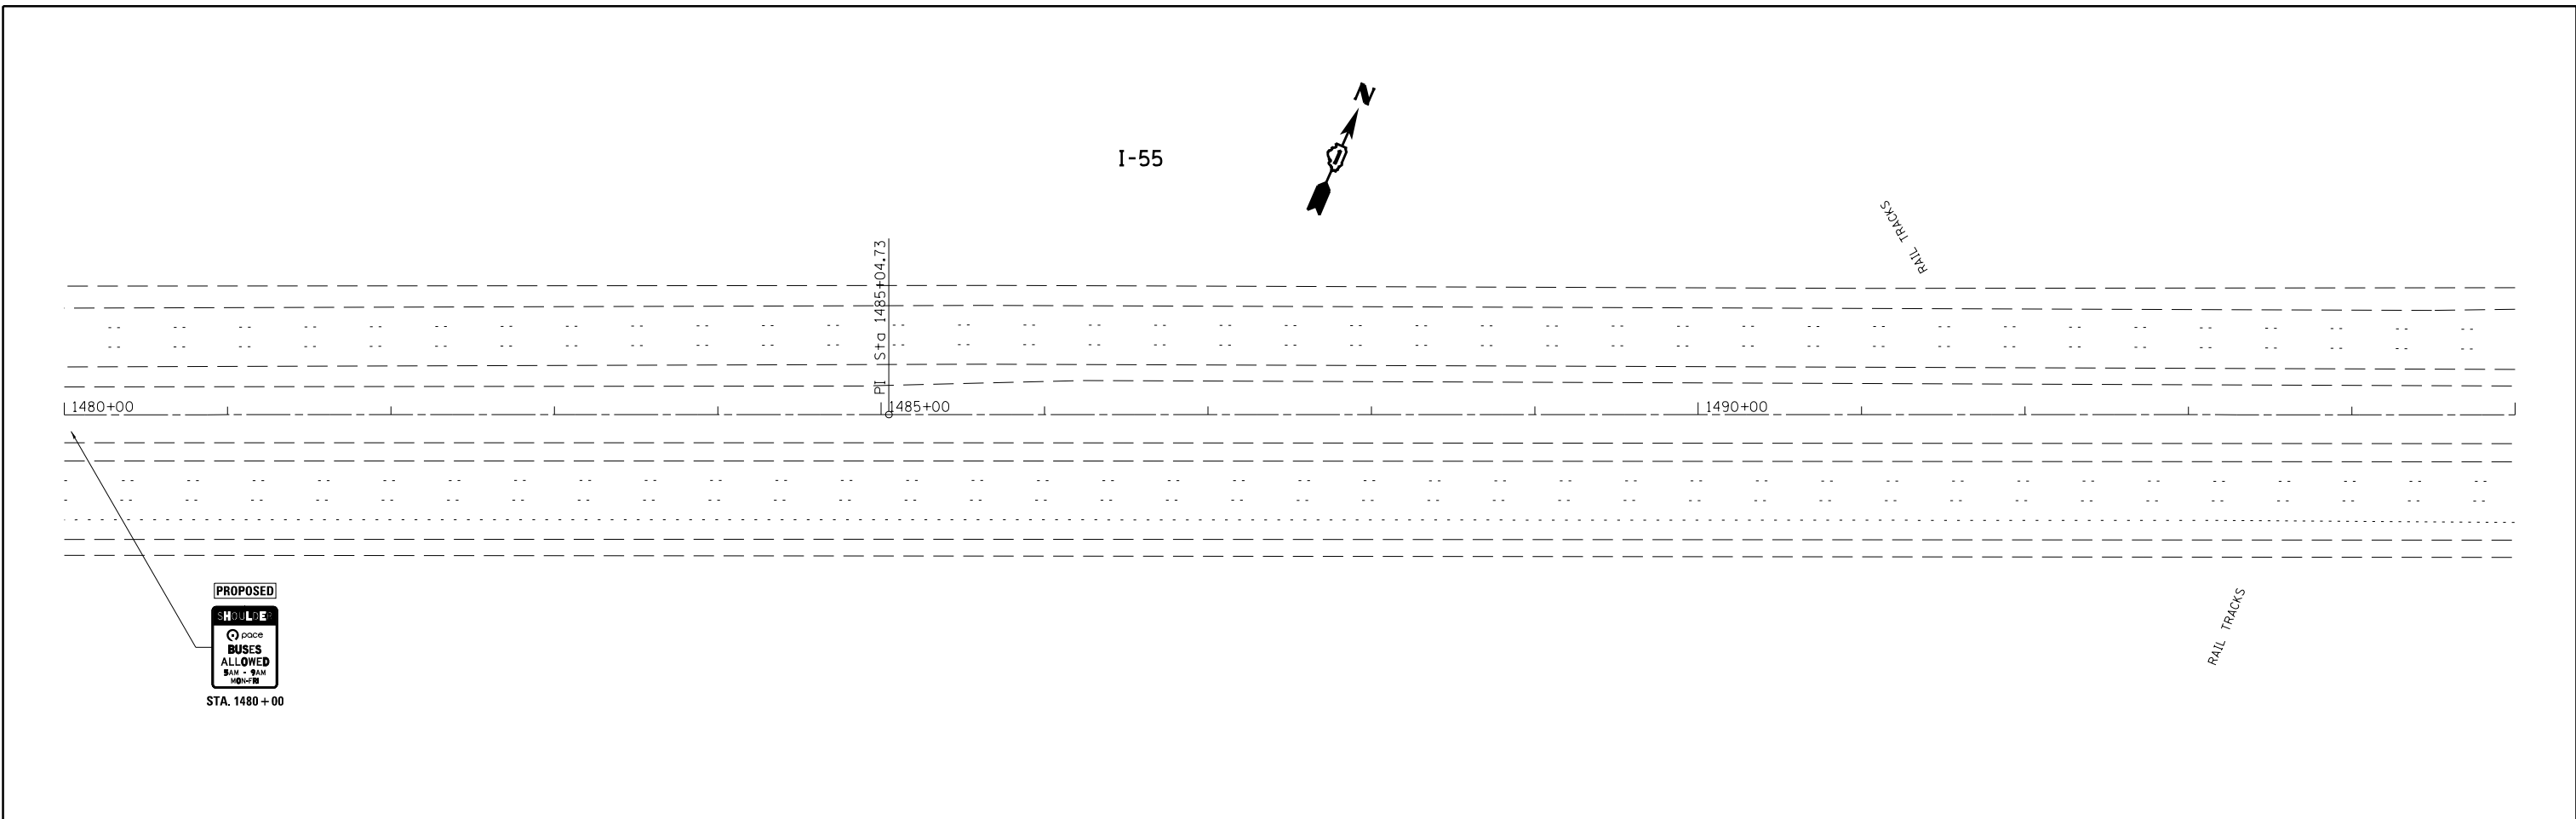 N
I-55
RAIL TRACKS
PI Sta 1485+04.73
1480+00
1485+00
1490+00
PROPOSED
SHOULDER
pace
BUSES
ALLOWED
5AM - 9AM
MON-FRI
STA. 1480+00
RAIL TRACKS